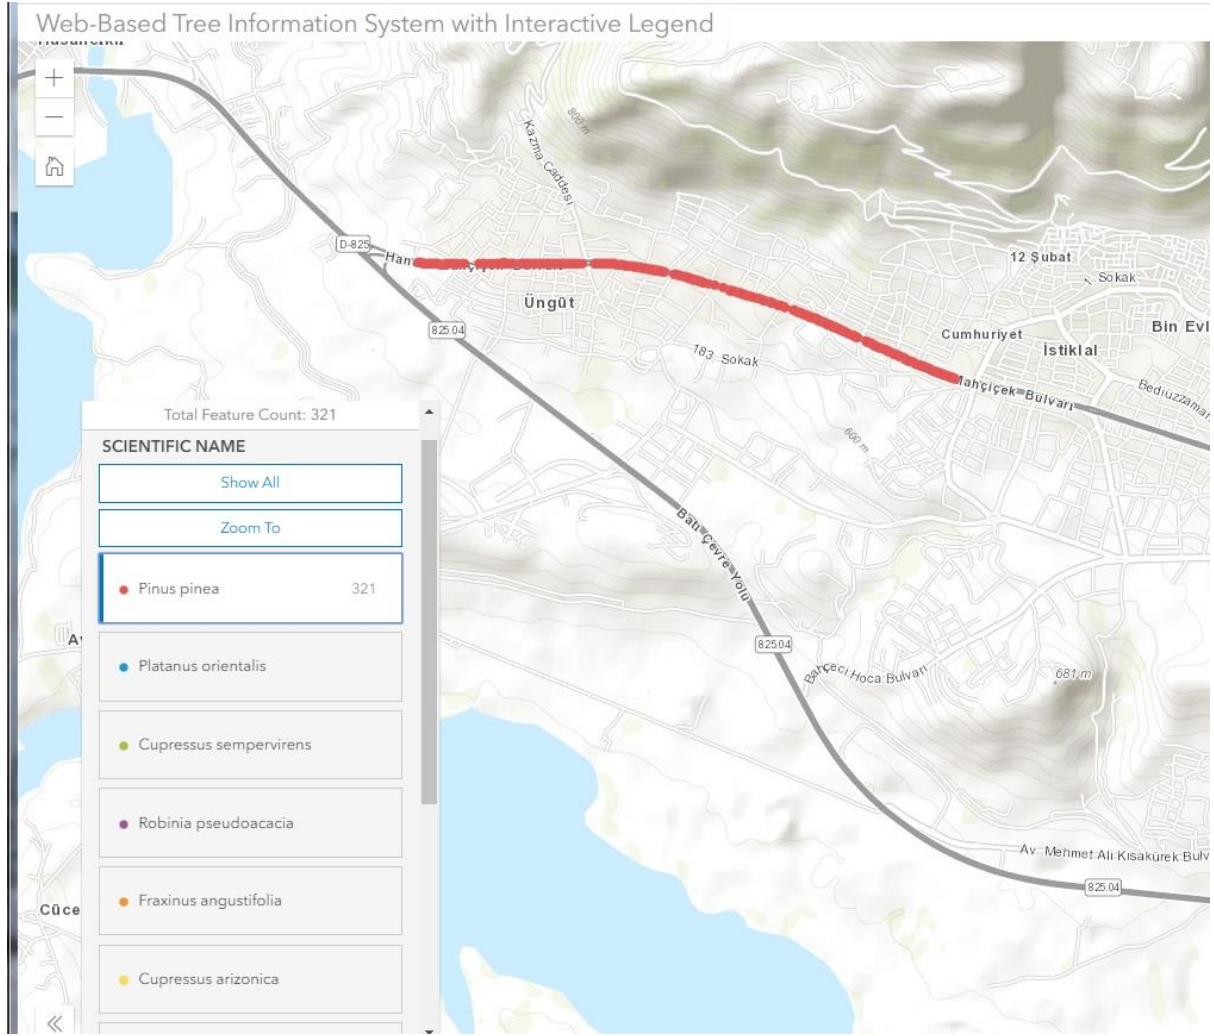 Web-Based Tree Information System with Interactive Legend
+
800 m
Kazma Caddesi
D-825
12 Şubat
Sokak
Üngüt
825.04
Cumhuriyet
Bin Evl
183 Sokak
İstiklal
Mahçiçek Bulvarı
Bediüzzaman
600 m
Total Feature Count: 321
SCIENTIFIC NAME
Show All
Zoom To
Batı Çevre Yolu
Pinus pinea 321
825.04
Av
Platanus orientalis
Bahçeci Hoca Bulvarı
681 m
Cupressus sempervirens
Robinia pseudoacacia
Av. Mehmet Ali Kısakürek Bulv
825.04
Fraxinus angustifolia
Cüce
Cupressus arizonica